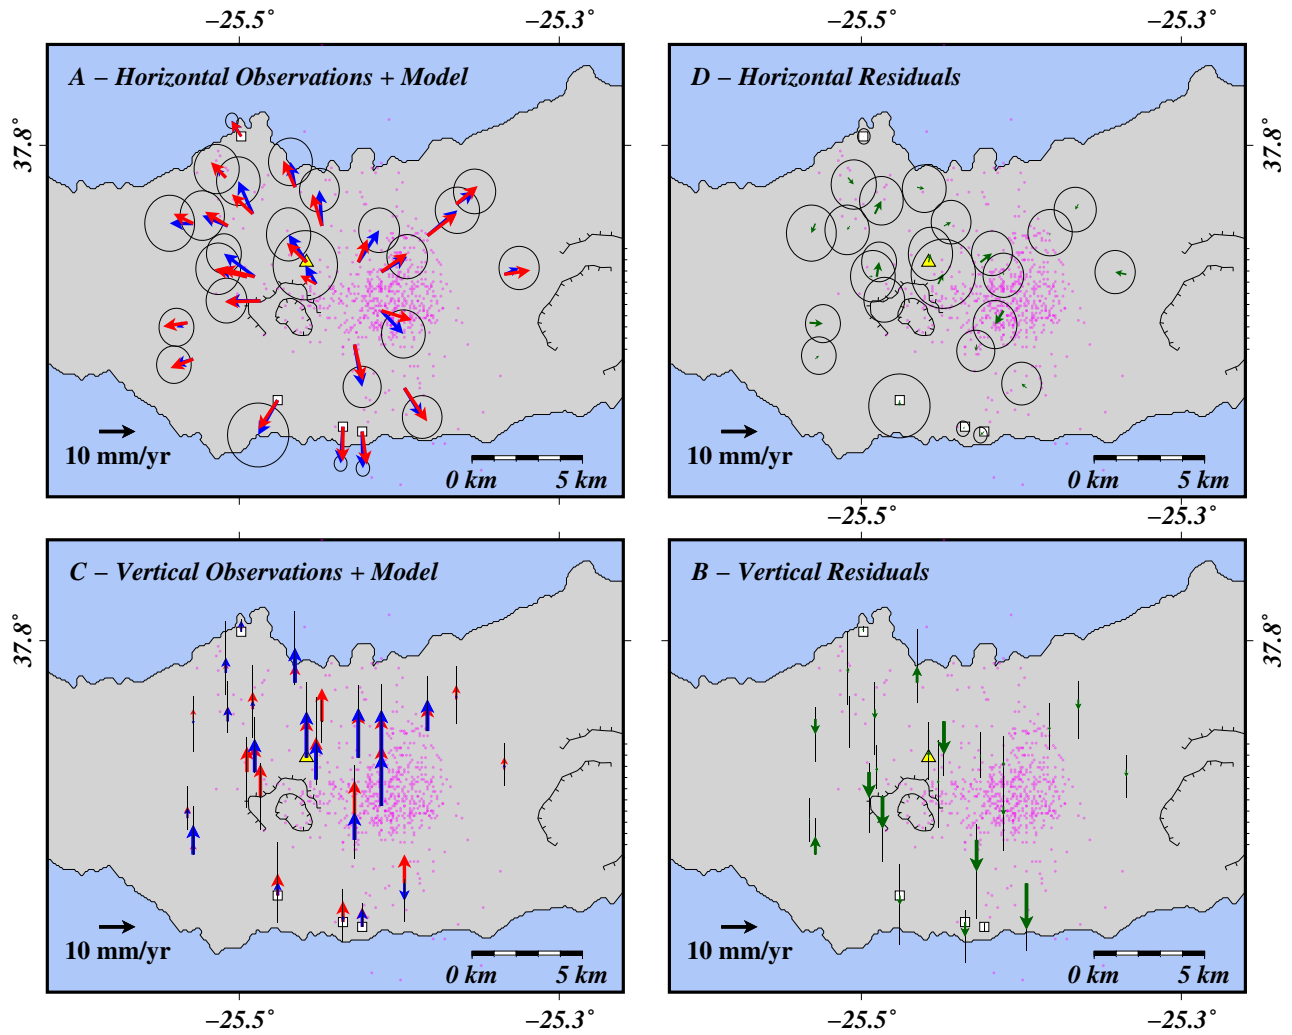 −25.5˚ −25.3˚ −25.5˚ −25.3˚
A – Horizontal Observations + Model
D – Horizontal Residuals
37.8˚
37.8˚
10 mm/yr
0 km 5 km
10 mm/yr
0 km 5 km
−25.5˚ −25.3˚
C – Vertical Observations + Model
B – Vertical Residuals
37.8˚
37.8˚
10 mm/yr
0 km 5 km
10 mm/yr
0 km 5 km
−25.5˚ −25.3˚ −25.5˚ −25.3˚